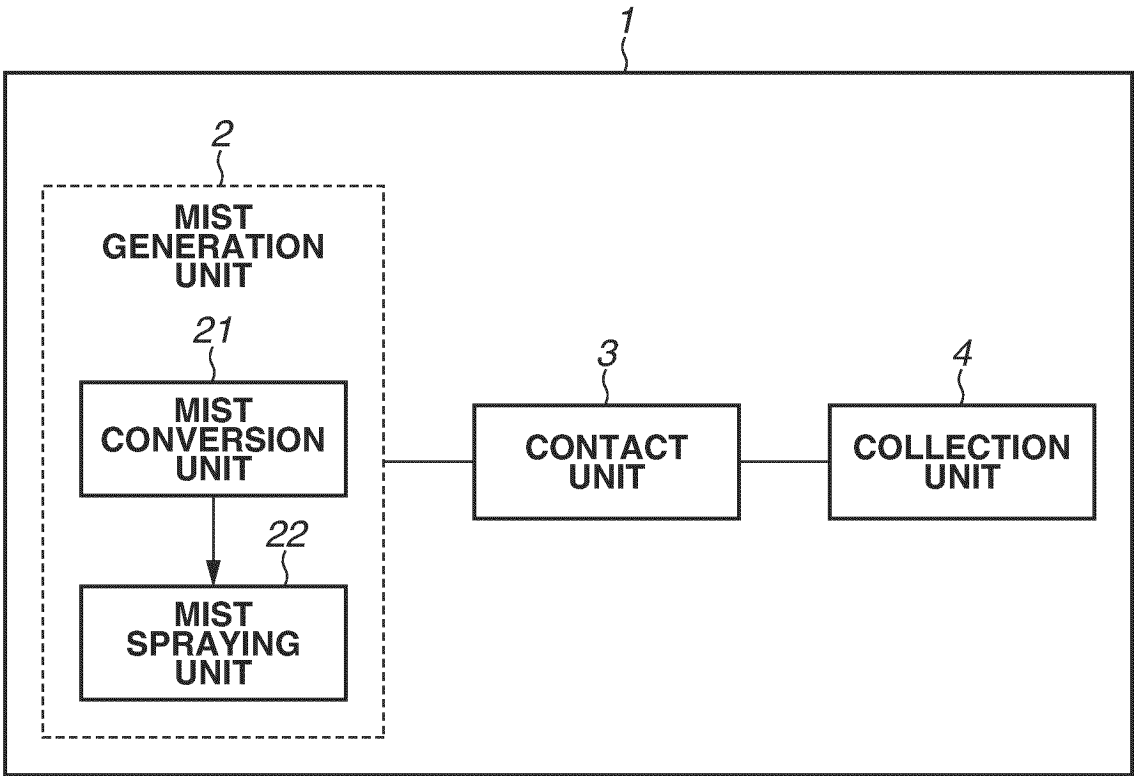 1
2
MIST
GENERATION
UNIT
21
MIST
CONVERSION
UNIT
22
MIST
SPRAYING
UNIT
3
CONTACT
UNIT
4
COLLECTION
UNIT